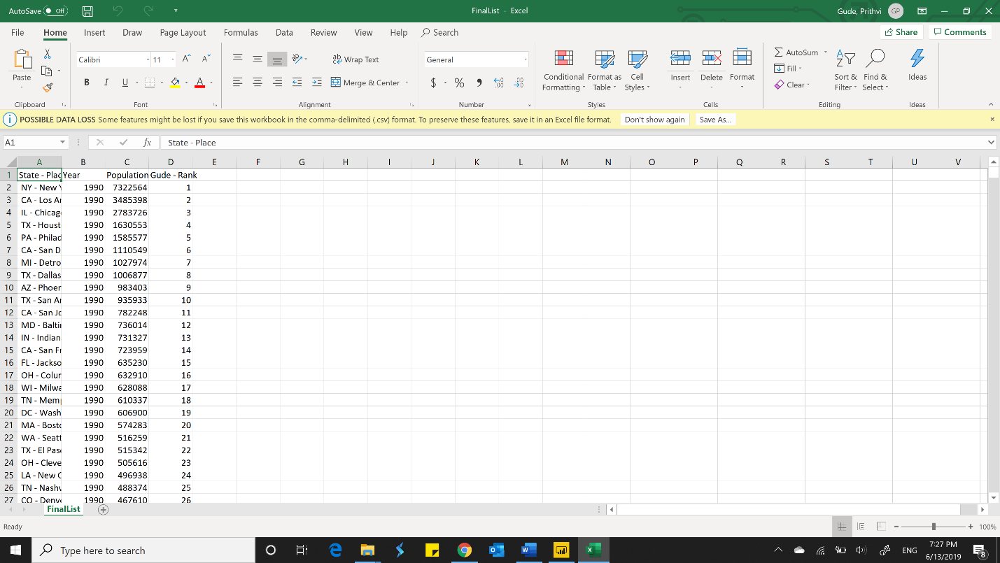 AutoSave Off FinalList - Excel Gude, Prithvi GP
File Home Insert Draw Page Layout Formulas Data Review View Help Search Share Comments
Paste
Calibri 11
B I U A
Wrap Text
Merge & Center
General
$ % 9
Conditional Formatting
Format as Table
Cell Styles
Insert
Delete
Format
AutoSum
Fill
Clear
Sort & Filter
Find & Select
Ideas
Clipboard Font Alignment Number Styles Cells Editing Ideas
POSSIBLE DATA LOSS Some features might be lost if you save this workbook in the comma-delimited (.csv) format. To preserve these features, save it in an Excel file format. Don't show again Save As...
A1 fx State - Place
A B C D E F G H I J K L M N O P Q R S T U V
1 State - Plac Year Population Gude - Rank
2 NY - New Y 1990 7322564 1
3 CA - Los An 1990 3485398 2
4 IL - Chicag 1990 2783726 3
5 TX - Houst 1990 1630553 4
6 PA - Philad 1990 1585577 5
7 CA - San D 1990 1110549 6
8 MI - Detro 1990 1027974 7
9 TX - Dallas 1990 1006877 8
10 AZ - Phoen 1990 983403 9
11 TX - San An 1990 935933 10
12 CA - San Jo 1990 782248 11
13 MD - Balti 1990 736014 12
14 IN - Indian 1990 731327 13
15 CA - San Fr 1990 723959 14
16 FL - Jackso 1990 635230 15
17 OH - Colum 1990 632910 16
18 WI - Milwa 1990 628088 17
19 TN - Memp 1990 610337 18
20 DC - Wash 1990 606900 19
21 MA - Bosto 1990 574283 20
22 WA - Seatt 1990 516259 21
23 TX - El Pas 1990 515342 22
24 OH - Cleve 1990 505616 23
25 LA - New O 1990 496938 24
26 TN - Nashv 1990 488374 25
27 CO - Denv 1990 467610 26
FinalList
Ready 100%
Type here to search ENG 7:27 PM
6/13/2019 8